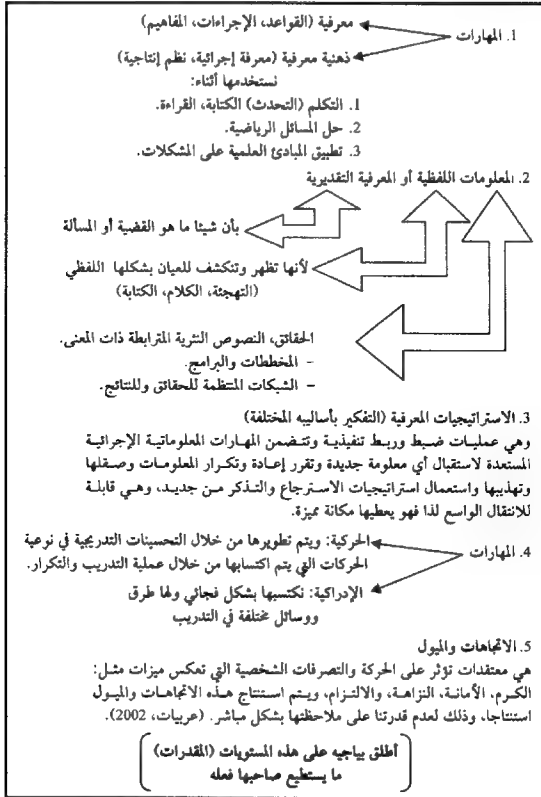 معرفية (القواعد، الإجراءات، المفاهيم)
1. المهارات
ذهنية معرفية (معرفة إجرائية، نظم إنتاجية)
نستخدمها أثناء:
1. التكلم (التحدث) الكتابة، القراءة.
2. حل المسائل الرياضية.
3. تطبيق المبادئ العلمية على المشكلات.
2. المعلومات اللفظية أو المعرفية التقديرية
بأن شيئا ما هو القضية أو المسألة
لأنها تظهر وتنكشف للعيان بشكلها اللفظي
(التهجئة، الكلام، الكتابة)
الحقائق، النصوص النثرية المترابطة ذات المعنى.
– المخططات والبرامج.
– الشبكات المنتظمة للحقائق وللنتائج.
3. الاستراتيجيات المعرفية (التفكير بأساليبه المختلفة)
وهي عمليات ضبط وربط تنفيذية وتتضمن المهارات المعلوماتية الإجرائية
المستعدة لاستقبال أي معلومة جديدة وتقرر إعادة وتكرار المعلومات وصقلها
وتهذيبها واستعمال استراتيجيات الاسترجاع والتذكر من جديد، وهي قابلة
للانتقال الواسع لذا فهو يعطيها مكانة مميزة.
الحركية: ويتم تطويرها من خلال التحسينات التدريجية في نوعية
4. المهارات
الحركات التي يتم اكتسابها من خلال عملية التدريب والتكرار.
الإدراكية: نكتسبها بشكل فجائي ولها طرق
ووسائل مختلفة في التدريب
5. الاتجاهات والميول
هي معتقدات تؤثر على الحركة والتصرفات الشخصية التي تعكس ميزات مثل:
الكرم، الأمانة، النزاهة، والالتزام، ويتم استنتاج هذه الاتجاهات والميول
استنتاجا، وذلك لعدم قدرتنا على ملاحظتها بشكل مباشر. (عربيات، 2002).
أطلق بياجيه على هذه المستويات (المقدرات)
ما يستطيع صاحبها فعله